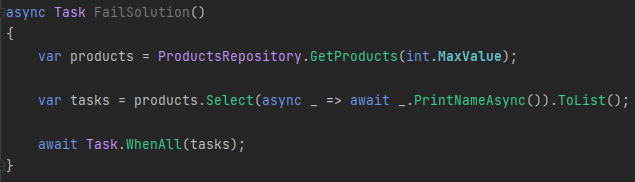 async Task FailSolution()
{
var products = ProductsRepository.GetProducts(int.MaxValue);
var tasks = products.Select(async _ => await _.PrintNameAsync()).ToList();
await Task.WhenAll(tasks);
}